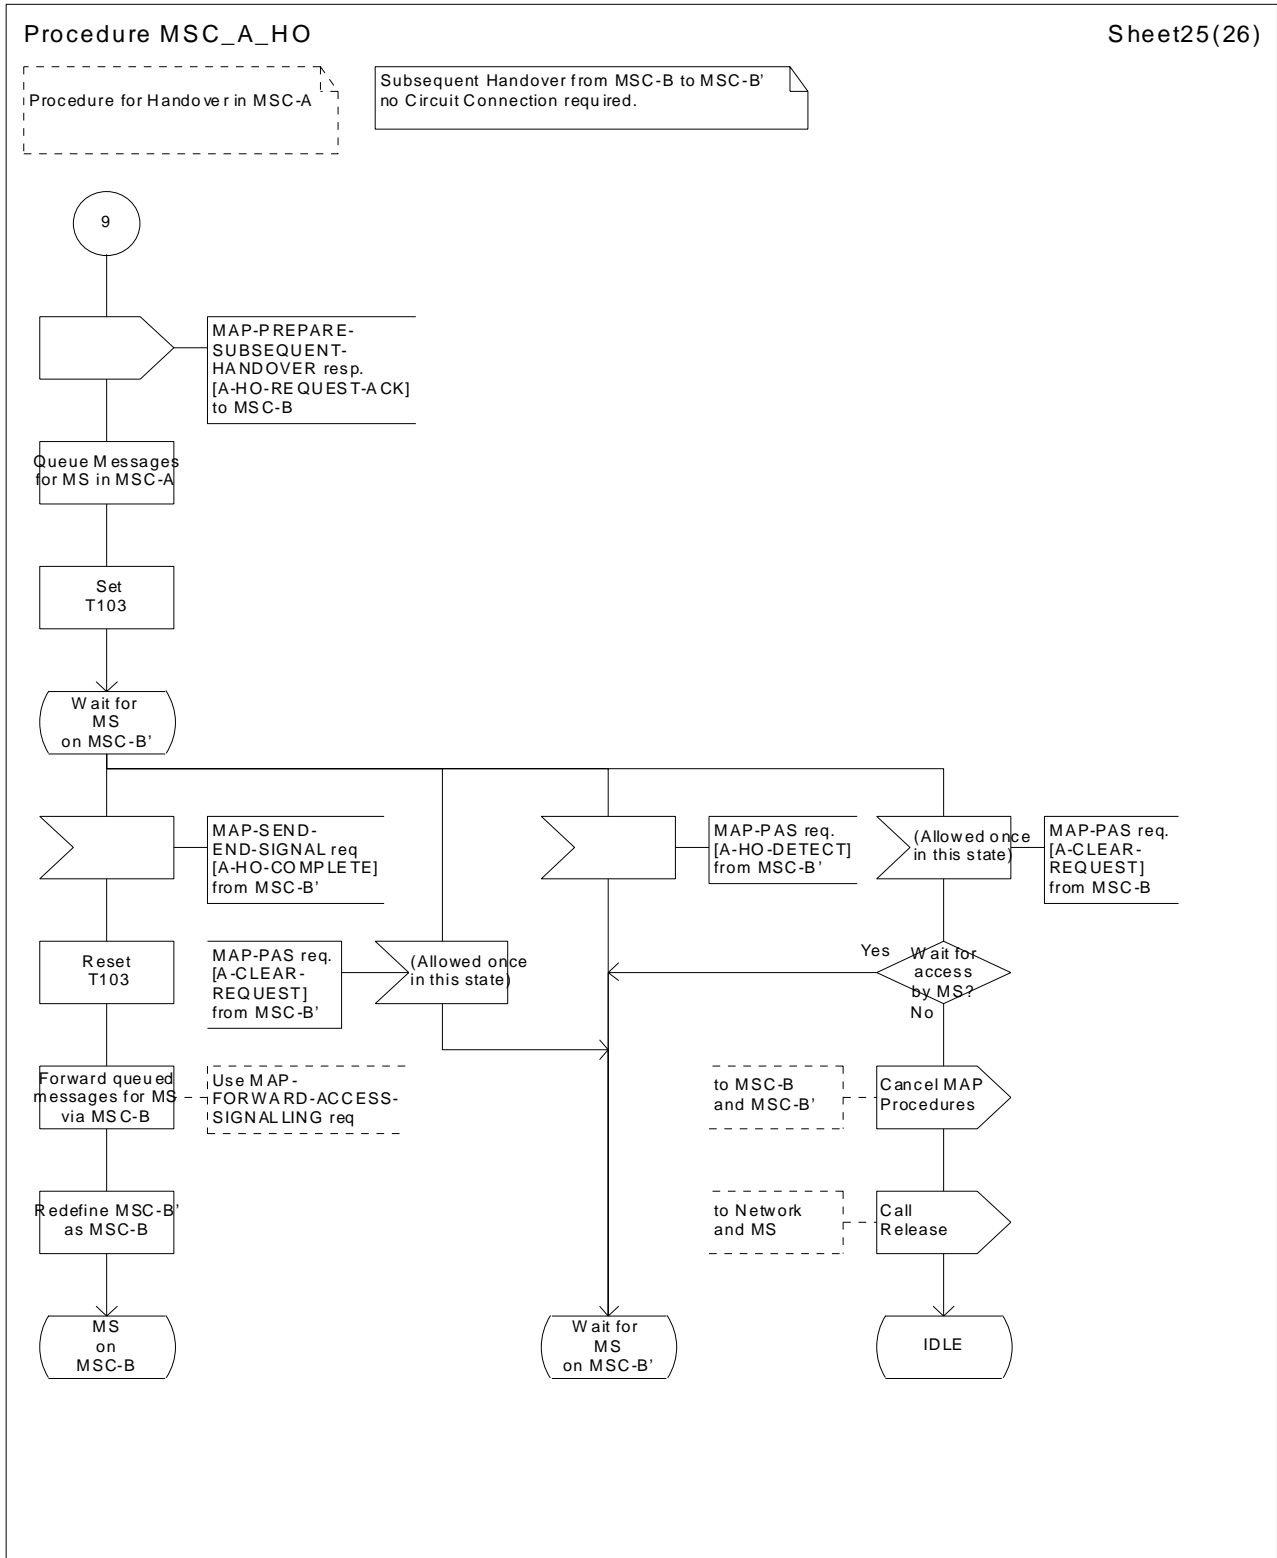 Procedure MSC_A_HO
Sheet25(26)
Procedure for Handover in MSC-A
Subsequent Handover from MSC-B to MSC-B'
no Circuit Connection required.
9
MAP-PREPARE-
SUBSEQUENT-
HANDOVER resp.
[A-HO-REQUEST-ACK]
to MSC-B
Queue Messages
for MS in MSC-A
Set
T103
Wait for
MS
on MSC-B'
MAP-SEND-
END-SIGNAL req
[A-HO-COMPLETE]
from MSC-B'
MAP-PAS req.
[A-HO-DETECT]
from MSC-B'
(Allowed once
in this state)
MAP-PAS req.
[A-CLEAR-
REQUEST]
from MSC-B
Reset
T103
MAP-PAS req.
[A-CLEAR-
REQUEST]
from MSC-B'
(Allowed once
in this state)
Yes
Wait for
access
by MS?
No
Forward queued
messages for MS
via MSC-B
Use MAP-
FORWARD-ACCESS-
SIGNALLING req
to MSC-B
and MSC-B'
Cancel MAP
Procedures
Redefine MSC-B'
as MSC-B
to Network
and MS
Call
Release
MS
on
MSC-B
Wait for
MS
on MSC-B'
IDLE